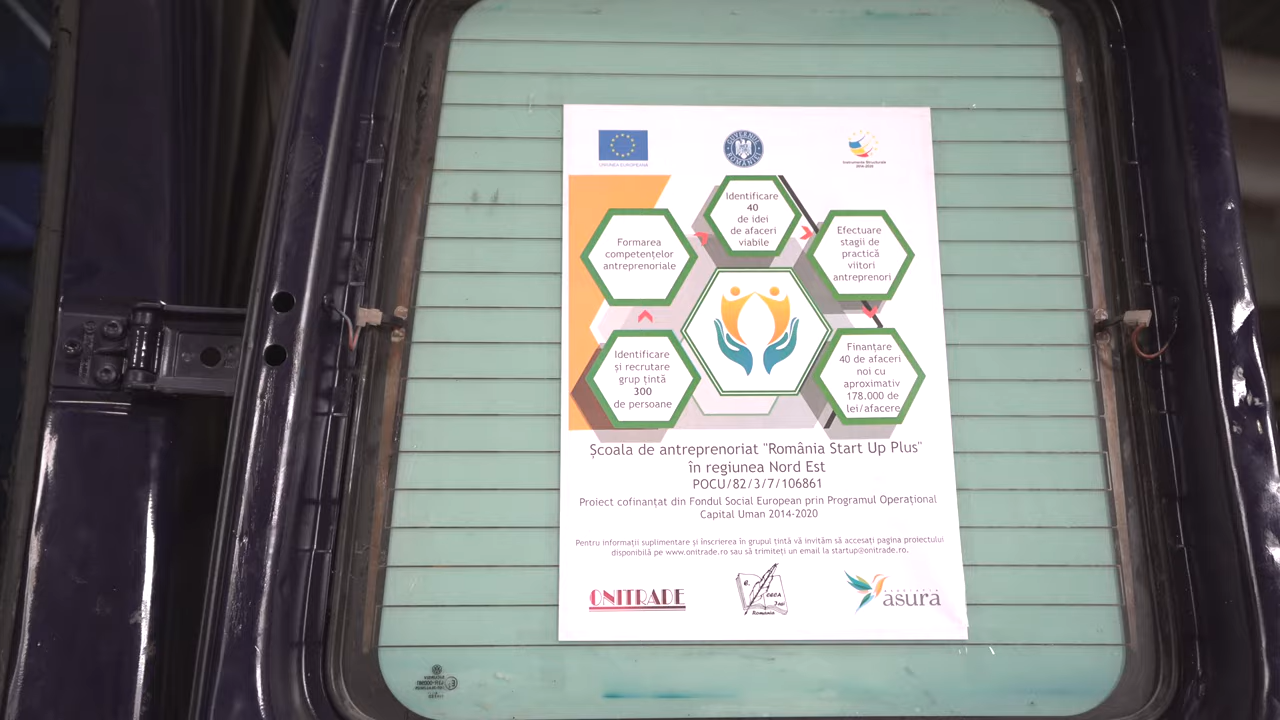 UNIUNEA EUROPEANĂ
GUVERNUL ROMÂNIEI
Instrumente Structurale
2014-2020
Formarea
competențelor
antreprenoriale
Identificare
40
de idei
de afaceri
viabile
Efectuare
stagii de
practică
viitori
antreprenori
Identificare
și recrutare
grup țintă
300
de persoane
Finanțare
40 de afaceri
noi cu
aproximativ
178.000 de
lei/afacere
Școala de antreprenoriat "România Start Up Plus"
în regiunea Nord Est
POCU/82/3/7/106861
Proiect cofinanțat din Fondul Social European prin Programul Operațional
Capital Uman 2014-2020
Pentru informații suplimentare și înscrierea în grupul țintă vă invităm să accesați pagina proiectului
disponibilă pe www.onitrade.ro sau să trimiteți un email la startup@onitrade.ro.
ONITRADE
Romania
asura